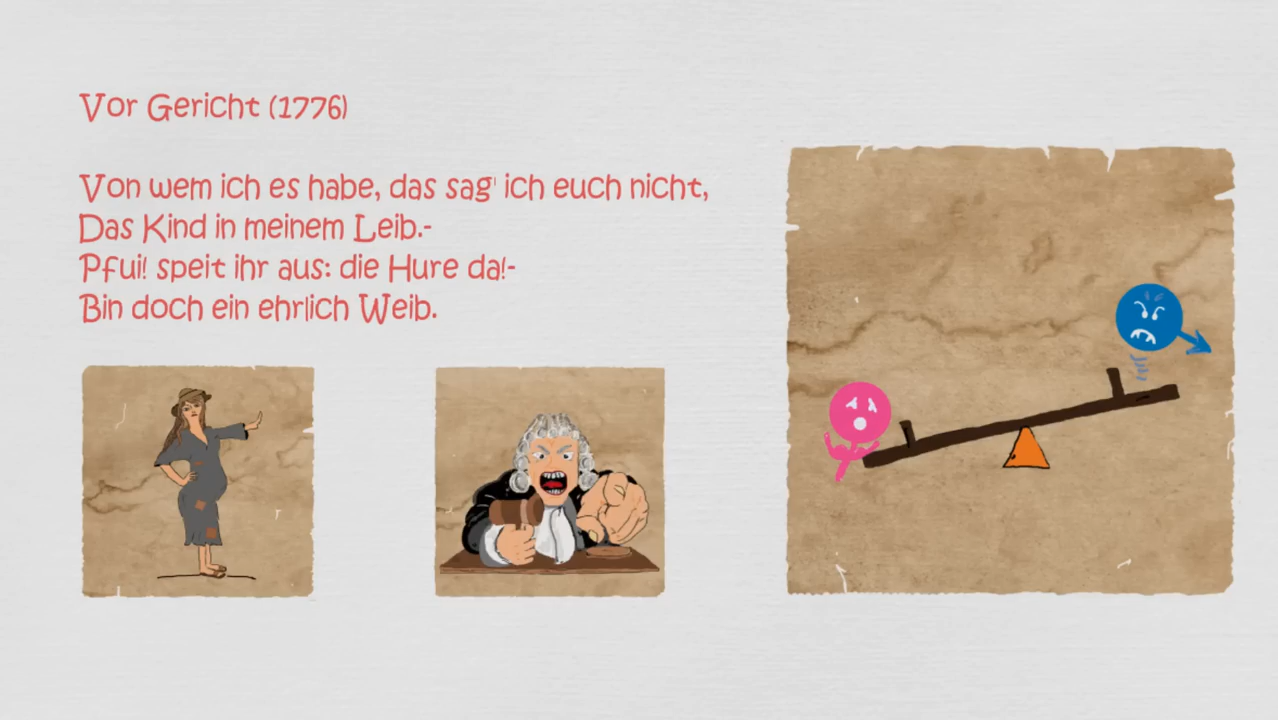 Vor Gericht (1776)
Von wem ich es habe, das sag' ich euch nicht,
Das Kind in meinem Leib.-
Pfui! speit ihr aus: die Hure da!-
Bin doch ein ehrlich Weib.